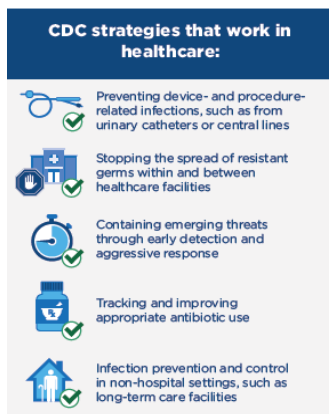 CDC strategies that work in
healthcare:
Preventing device- and procedure-
related infections, such as from
urinary catheters or central lines
Stopping the spread of resistant
germs within and between
healthcare facilities
Containing emerging threats
through early detection and
aggressive response
Tracking and improving
appropriate antibiotic use
Infection prevention and control
in non-hospital settings, such as
long-term care facilities